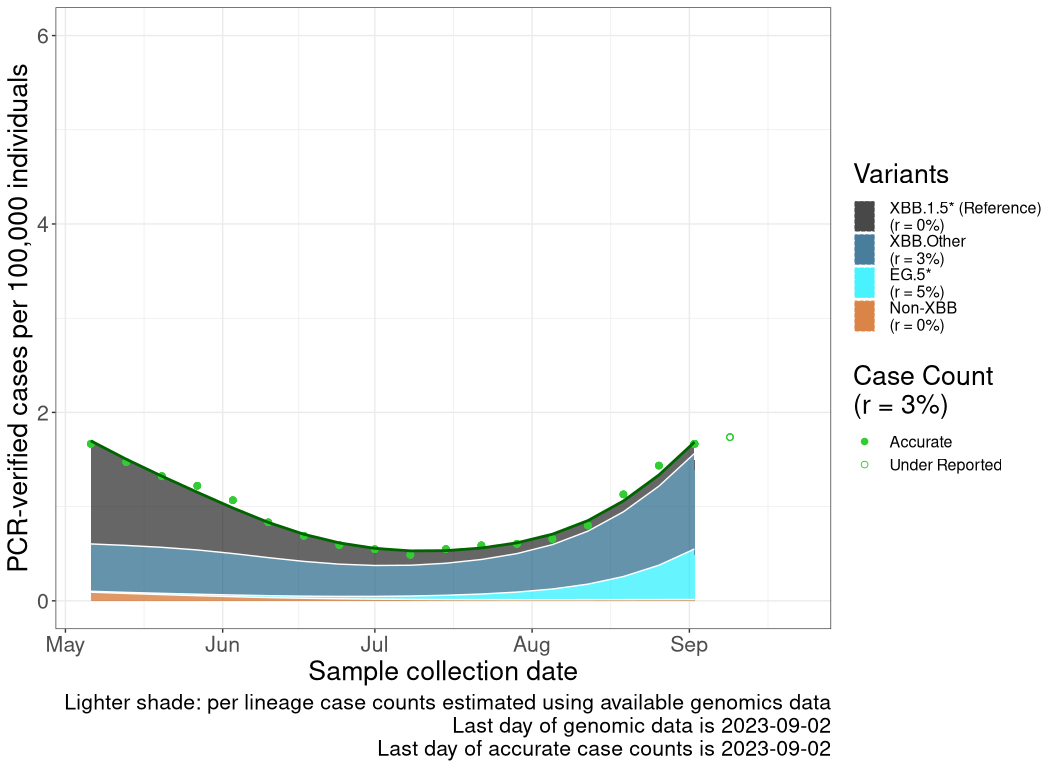 PCR-verified cases per 100,000 individuals
6
4
2
0
May Jun Jul Aug Sep
Sample collection date
Lighter shade: per lineage case counts estimated using available genomics data
Last day of genomic data is 2023-09-02
Last day of accurate case counts is 2023-09-02
Variants
XBB.1.5* (Reference)
(r = 0%)
XBB.Other
(r = 3%)
EG.5*
(r = 5%)
Non-XBB
(r = 0%)
Case Count
(r = 3%)
Accurate
Under Reported